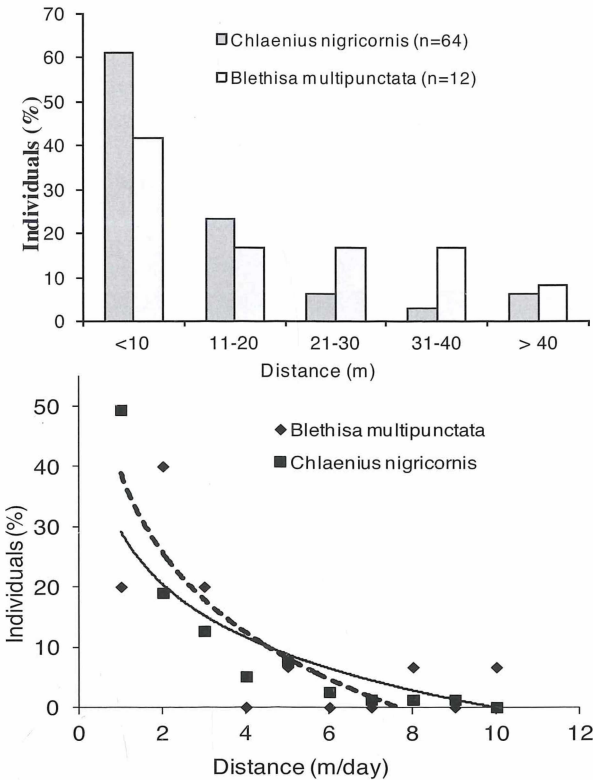 70
60
50
40
30
20
10
0
Individuals (%)
Chlaenius nigricornis (n=64)
Blethisa multipunctata (n=12)
<10 11-20 21-30 31-40 > 40
Distance (m)
50
40
30
20
10
0
Individuals (%)
Blethisa multipunctata
Chlaenius nigricornis
0 2 4 6 8 10 12
Distance (m/day)